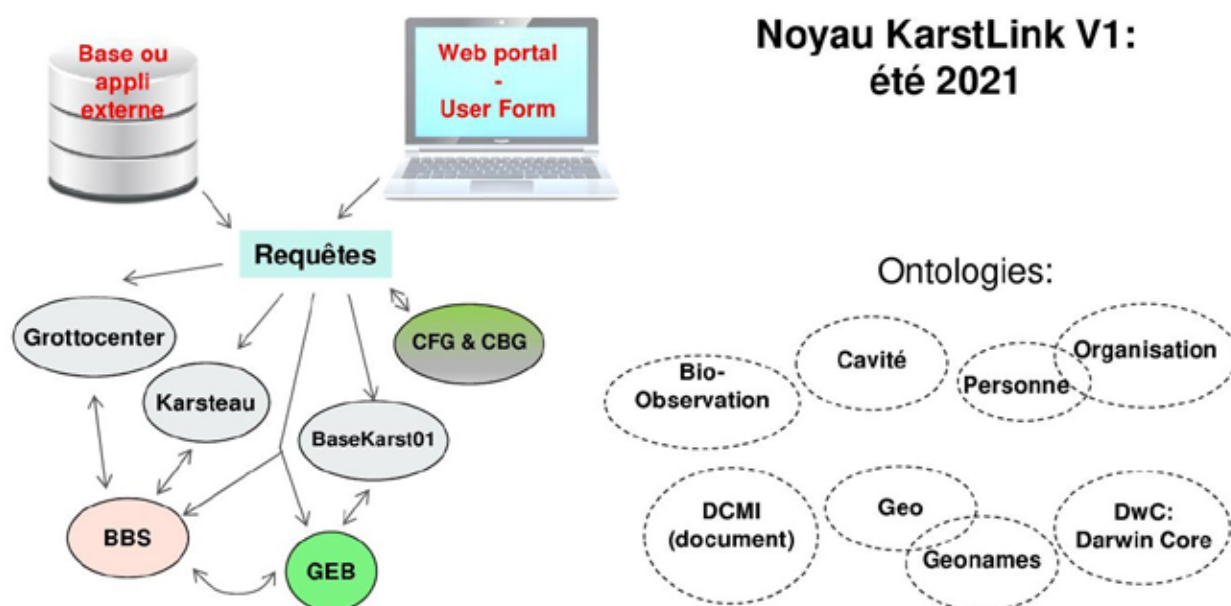 Base ou
appli
externe
Web portal
-
User Form
Noyau KarstLink V1:
été 2021
Requêtes
Grottocenter
CFG & CBG
Karsteau
BaseKarst01
BBS
GEB
Ontologies:
Bio-
Observation
Cavité
Personne
Organisation
DCMI
(document)
Geo
Geonames
DwC:
Darwin Core